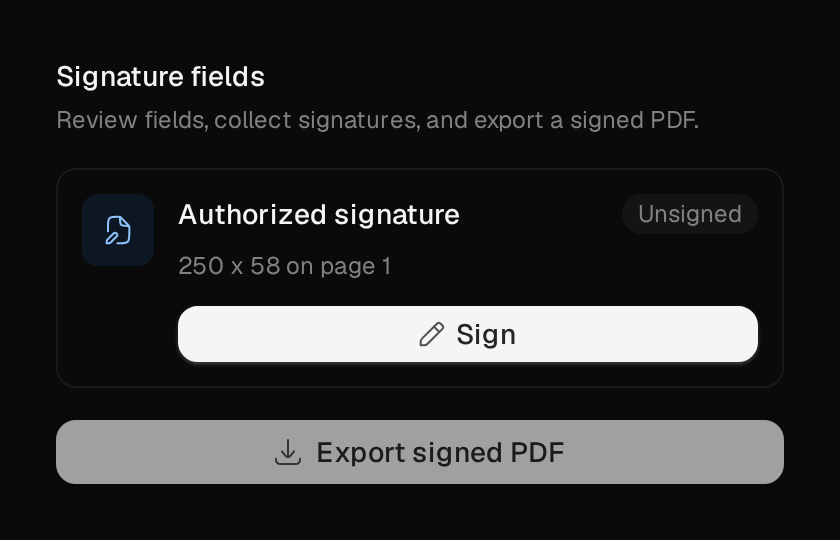 Signature fields
Review fields, collect signatures, and export a signed PDF.
Authorized signature
Unsigned
250 x 58 on page 1
Sign
Export signed PDF